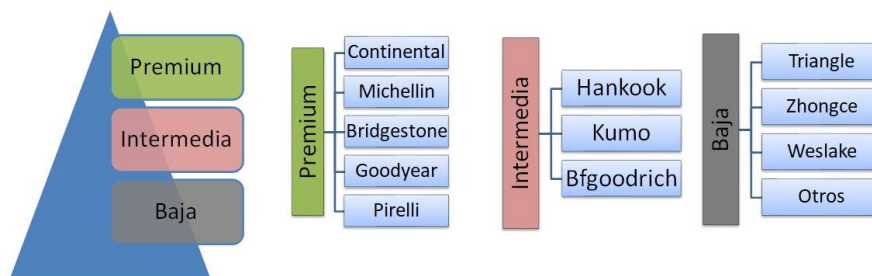 Premium
Intermedia
Baja
Premium
Continental
Michellin
Bridgestone
Goodyear
Pirelli
Intermedia
Hankook
Kumo
Bfgoodrich
Baja
Triangle
Zhongce
Weslake
Otros